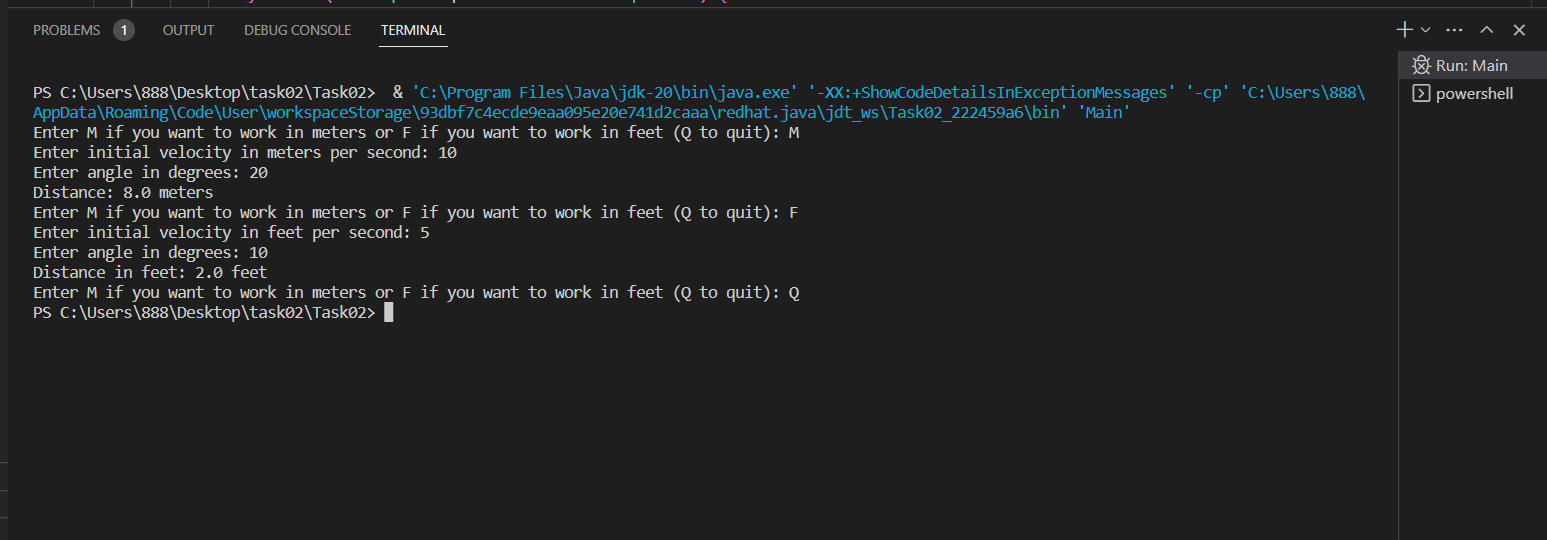 PROBLEMS 1 OUTPUT DEBUG CONSOLE TERMINAL
Run: Main
powershell
PS C:\Users\888\Desktop\task02\Task02>  & 'C:\Program Files\Java\jdk-20\bin\java.exe' '-XX:+ShowCodeDetailsInExceptionMessages' '-cp' 'C:\Users\888\
AppData\Roaming\Code\User\workspaceStorage\93dbf7c4ecde9eaa095e20e741d2caaa\redhat.java\jdt_ws\Task02_222459a6\bin' 'Main'
Enter M if you want to work in meters or F if you want to work in feet (Q to quit): M
Enter initial velocity in meters per second: 10
Enter angle in degrees: 20
Distance: 8.0 meters
Enter M if you want to work in meters or F if you want to work in feet (Q to quit): F
Enter initial velocity in feet per second: 5
Enter angle in degrees: 10
Distance in feet: 2.0 feet
Enter M if you want to work in meters or F if you want to work in feet (Q to quit): Q
PS C:\Users\888\Desktop\task02\Task02>